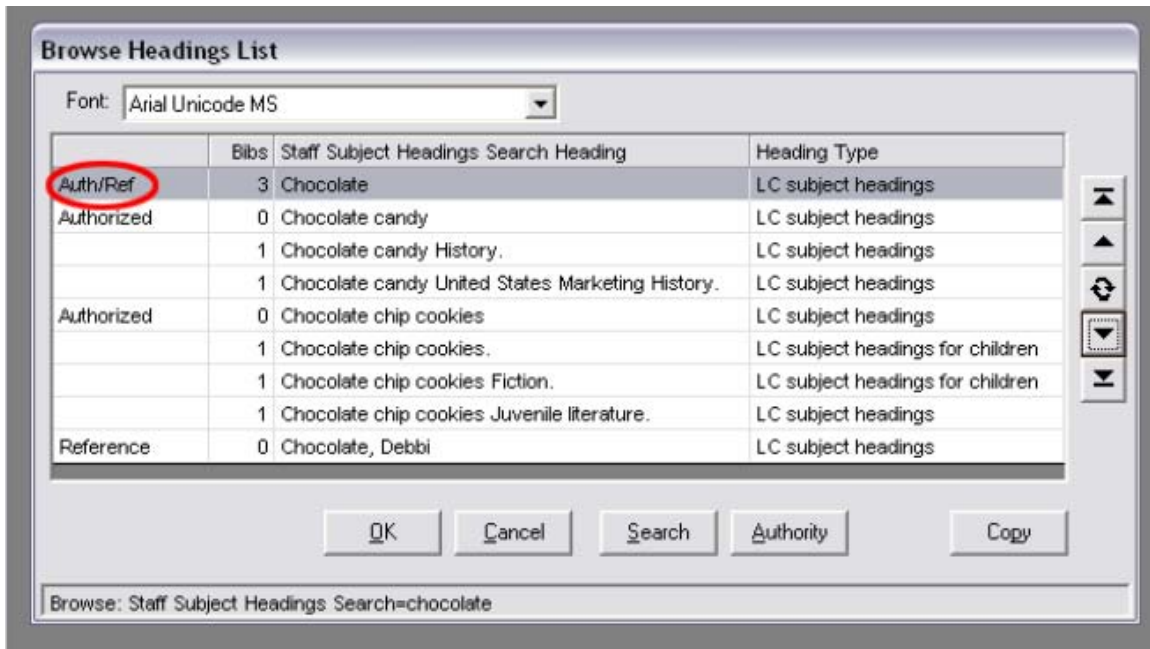 Browse Headings List
Font: Arial Unicode MS
Bibs Staff Subject Headings Search Heading Heading Type
Auth/Ref 3 Chocolate LC subject headings
Authorized 0 Chocolate candy LC subject headings
1 Chocolate candy History. LC subject headings
1 Chocolate candy United States Marketing History. LC subject headings
Authorized 0 Chocolate chip cookies LC subject headings
1 Chocolate chip cookies. LC subject headings for children
1 Chocolate chip cookies Fiction. LC subject headings for children
1 Chocolate chip cookies Juvenile literature. LC subject headings
Reference 0 Chocolate, Debbi LC subject headings
OK Cancel Search Authority Copy
Browse: Staff Subject Headings Search=chocolate